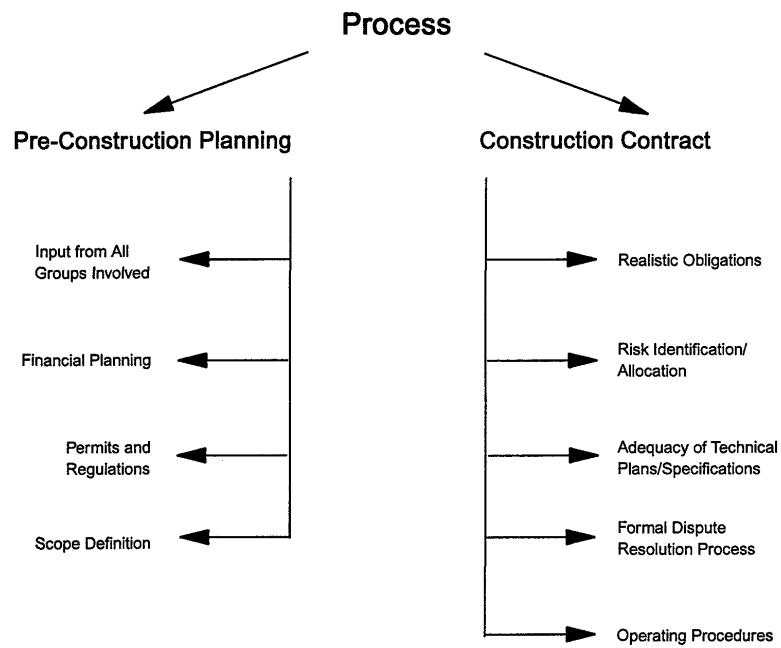 Process
Pre-Construction Planning
Construction Contract
Input from All
Groups Involved
Financial Planning
Permits and
Regulations
Scope Definition
Realistic Obligations
Risk Identification/
Allocation
Adequacy of Technical
Plans/Specifications
Formal Dispute
Resolution Process
Operating Procedures